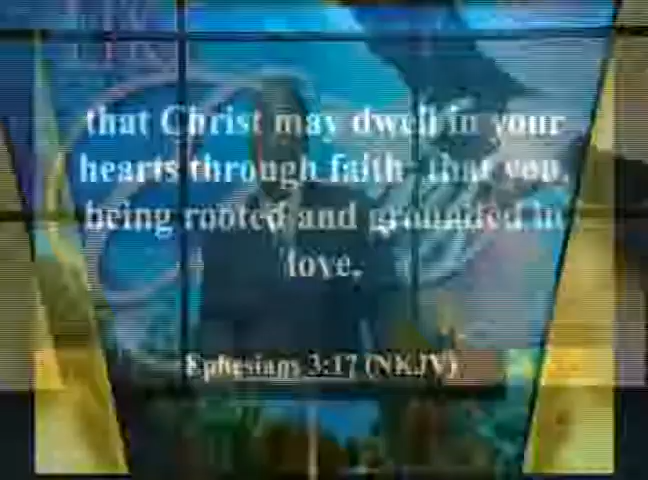 that Christ may dwell in your
hearts through faith; that you,
being rooted and grounded in
love,
Ephesians 3:17 (NKJV)